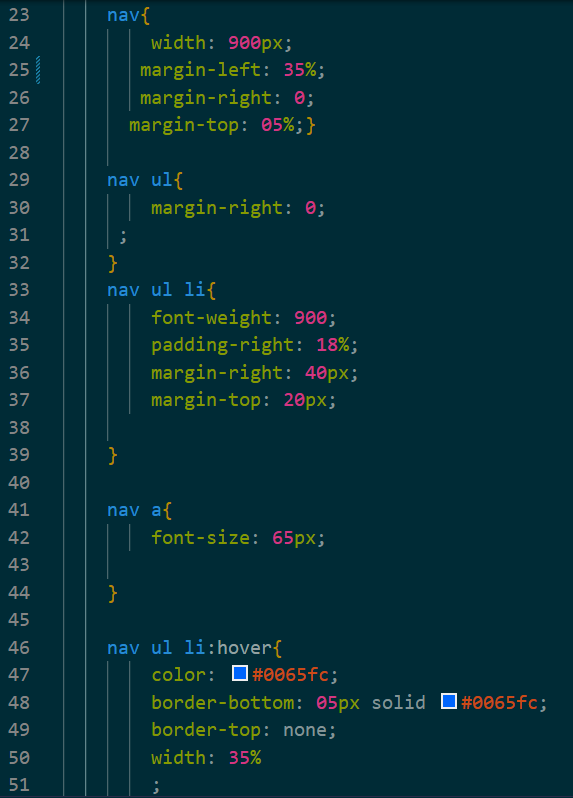 23 nav{
24 width: 900px;
25 margin-left: 35%;
26 margin-right: 0;
27 margin-top: 05%;}
28
29 nav ul{
30 margin-right: 0;
31 ;
32 }
33 nav ul li{
34 font-weight: 900;
35 padding-right: 18%;
36 margin-right: 40px;
37 margin-top: 20px;
38
39 }
40
41 nav a{
42 font-size: 65px;
43
44 }
45
46 nav ul li:hover{
47 color: #0065fc;
48 border-bottom: 05px solid #0065fc;
49 border-top: none;
50 width: 35%
51 ;